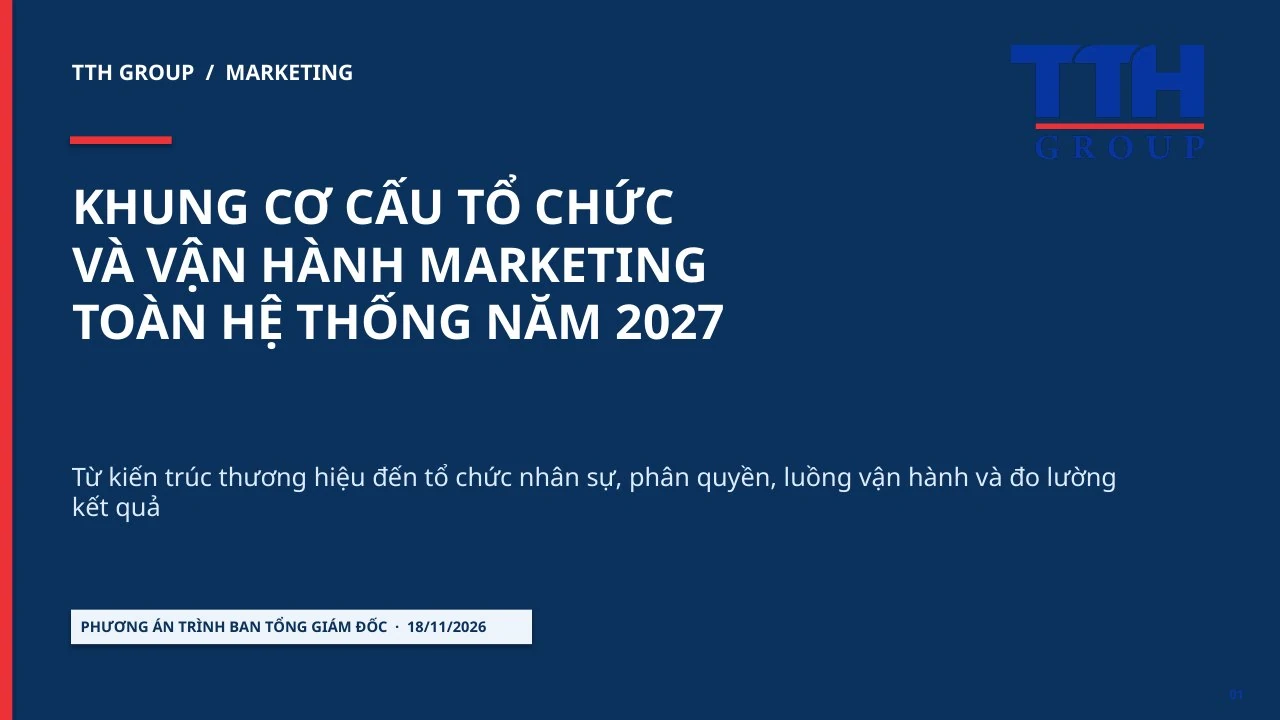 TTH GROUP / MARKETING
TTH
GROUP
KHUNG CƠ CẤU TỔ CHỨC
VÀ VẬN HÀNH MARKETING
TOÀN HỆ THỐNG NĂM 2027
Từ kiến trúc thương hiệu đến tổ chức nhân sự, phân quyền, luồng vận hành và đo lường
kết quả
PHƯƠNG ÁN TRÌNH BAN TỔNG GIÁM ĐỐC · 18/11/2026
01